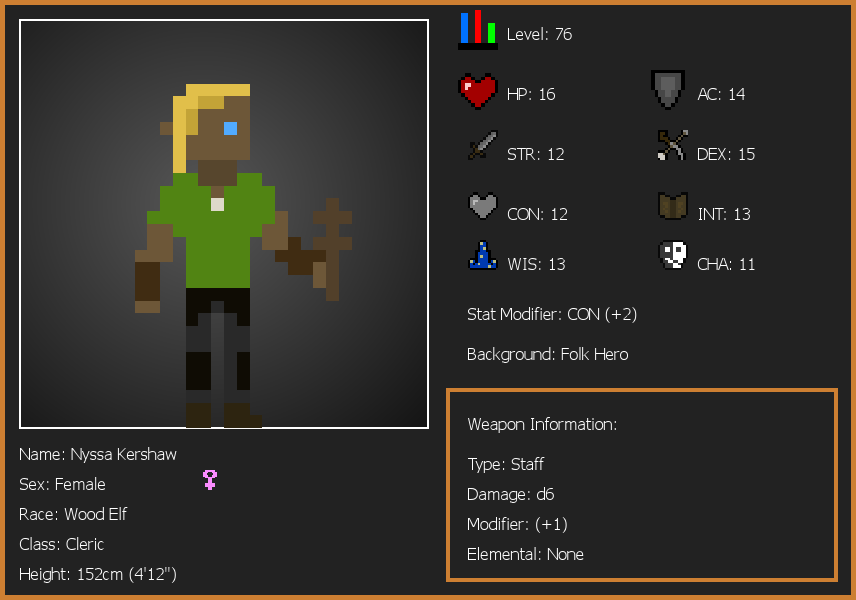 Level: 76
HP: 16
AC: 14
STR: 12
DEX: 15
CON: 12
INT: 13
WIS: 13
CHA: 11
Stat Modifier: CON (+2)
Background: Folk Hero
Weapon Information:
Type: Staff
Damage: d6
Modifier: (+1)
Elemental: None
Name: Nyssa Kershaw
Sex: Female
Race: Wood Elf
Class: Cleric
Height: 152cm (4'12")